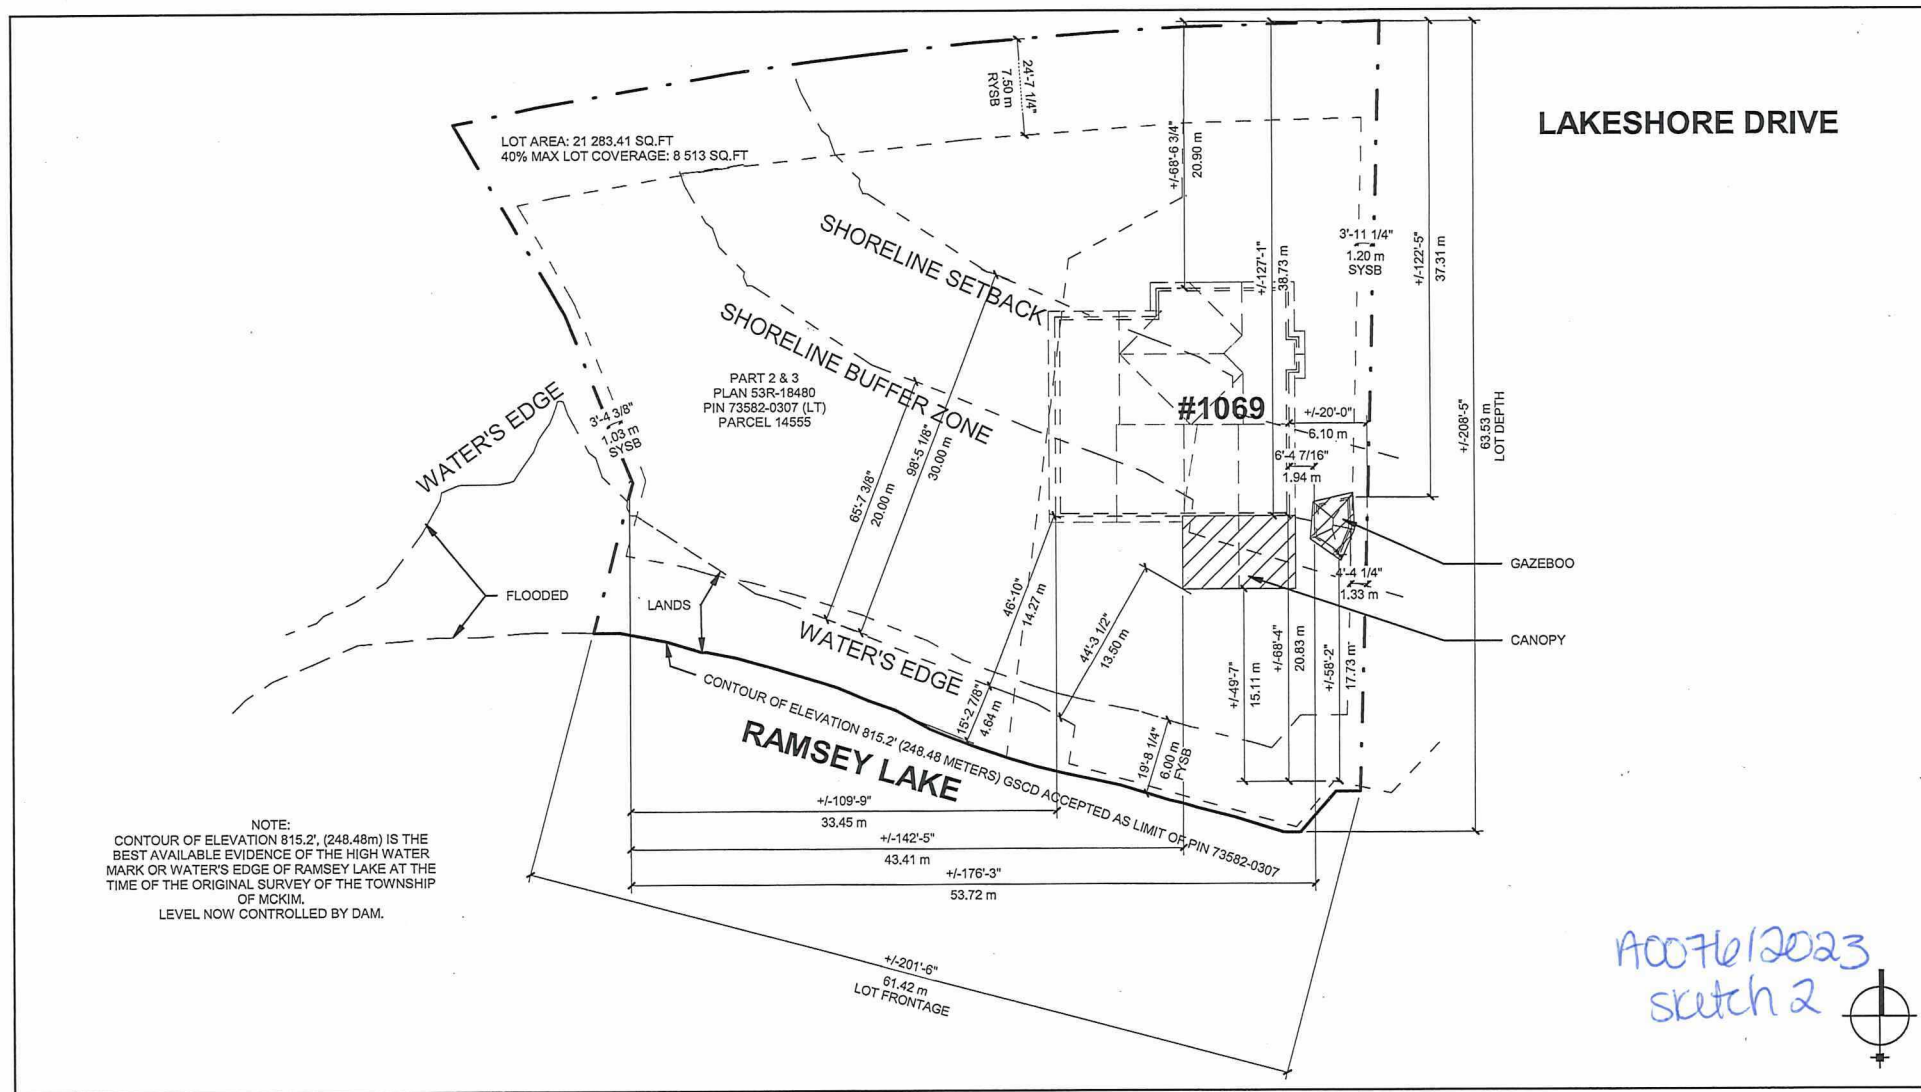 24'-7 1/4"
7.50 m
RYSB
LAKESHORE DRIVE
LOT AREA: 21 283.41 SQ.FT
40% MAX LOT COVERAGE: 8 513 SQ.FT
+/-68'-6 3/4"
20.90 m
SHORELINE SETBACK
3'-11 1/4"
1.20 m
SYSB
+/-122'-5"
37.31 m
+/-127'-1"
38.73 m
SHORELINE BUFFER ZONE
PART 2 & 3
PLAN 53R-18480
PIN 73582-0307 (LT)
PARCEL 14555
WATER'S EDGE
3'-4 3/8"
1.03 m
SYSB
#1069
+/-20'-0"
6.10 m
+/-208'-5"
63.53 m
LOT DEPTH
6'-4 7/16"
1.94 m
65'-7 3/8"
20.00 m
98'-5 1/8"
30.00 m
GAZEBOO
4'-4 1/4"
1.33 m
FLOODED
LANDS
46'-10"
14.27 m
44'-3 1/2"
13.50 m
CANOPY
WATER'S EDGE
+/-49'-7"
15.11 m
+/-68'-4"
20.83 m
+/-58'-2"
17.73 m
15'-2 7/8"
4.64 m
CONTOUR OF ELEVATION 815.2' (248.48 METERS) GSCD ACCEPTED AS LIMIT OF PIN 73582-0307
RAMSEY LAKE
19'-8 1/4"
6.00 m
FYSB
+/-109'-9"
33.45 m
+/-142'-5"
43.41 m
+/-176'-3"
53.72 m
NOTE:
CONTOUR OF ELEVATION 815.2', (248.48m) IS THE
BEST AVAILABLE EVIDENCE OF THE HIGH WATER
MARK OR WATER'S EDGE OF RAMSEY LAKE AT THE
TIME OF THE ORIGINAL SURVEY OF THE TOWNSHIP
OF MCKIM.
LEVEL NOW CONTROLLED BY DAM.
+/-201'-6"
61.42 m
LOT FRONTAGE
A0076/2023
sketch 2